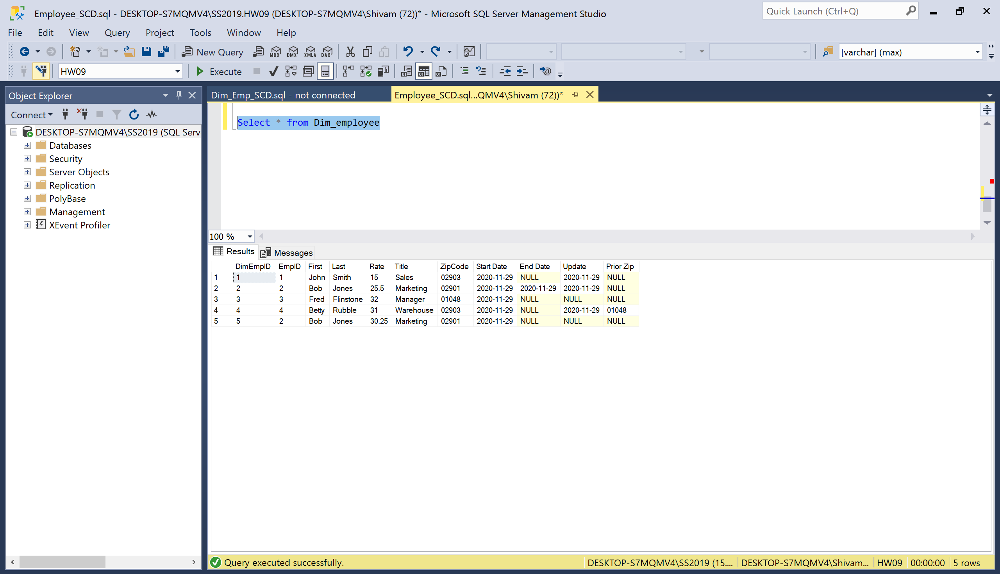 Employee_SCD.sql - DESKTOP-S7MQMV4\SS2019.HW09 (DESKTOP-S7MQMV4\Shivam (72))* - Microsoft SQL Server Management Studio
Quick Launch (Ctrl+Q)
File Edit View Query Project Tools Window Help
New Query MDX DMX XMLA DAX [varchar] (max)
HW09 Execute
Object Explorer
Dim_Emp_SCD.sql - not connected
Employee_SCD.sql...QMV4\Shivam (72))*
Connect
DESKTOP-S7MQMV4\SS2019 (SQL Serv
Databases
Security
Server Objects
Replication
PolyBase
Management
XEvent Profiler
Select * from Dim_employee
100 %
Results Messages
DimEmpID EmpID First Last Rate Title ZipCode Start Date End Date Update Prior Zip
1 1 1 John Smith 15 Sales 02903 2020-11-29 NULL 2020-11-29 NULL
2 2 2 Bob Jones 25.5 Marketing 02901 2020-11-29 2020-11-29 2020-11-29 NULL
3 3 3 Fred Flinstone 32 Manager 01048 2020-11-29 NULL NULL NULL
4 4 4 Betty Rubble 31 Warehouse 02903 2020-11-29 NULL 2020-11-29 01048
5 5 2 Bob Jones 30.25 Marketing 02901 2020-11-29 NULL NULL NULL
Query executed successfully.
DESKTOP-S7MQMV4\SS2019 (15.... DESKTOP-S7MQMV4\Shivam... HW09 00:00:00 5 rows